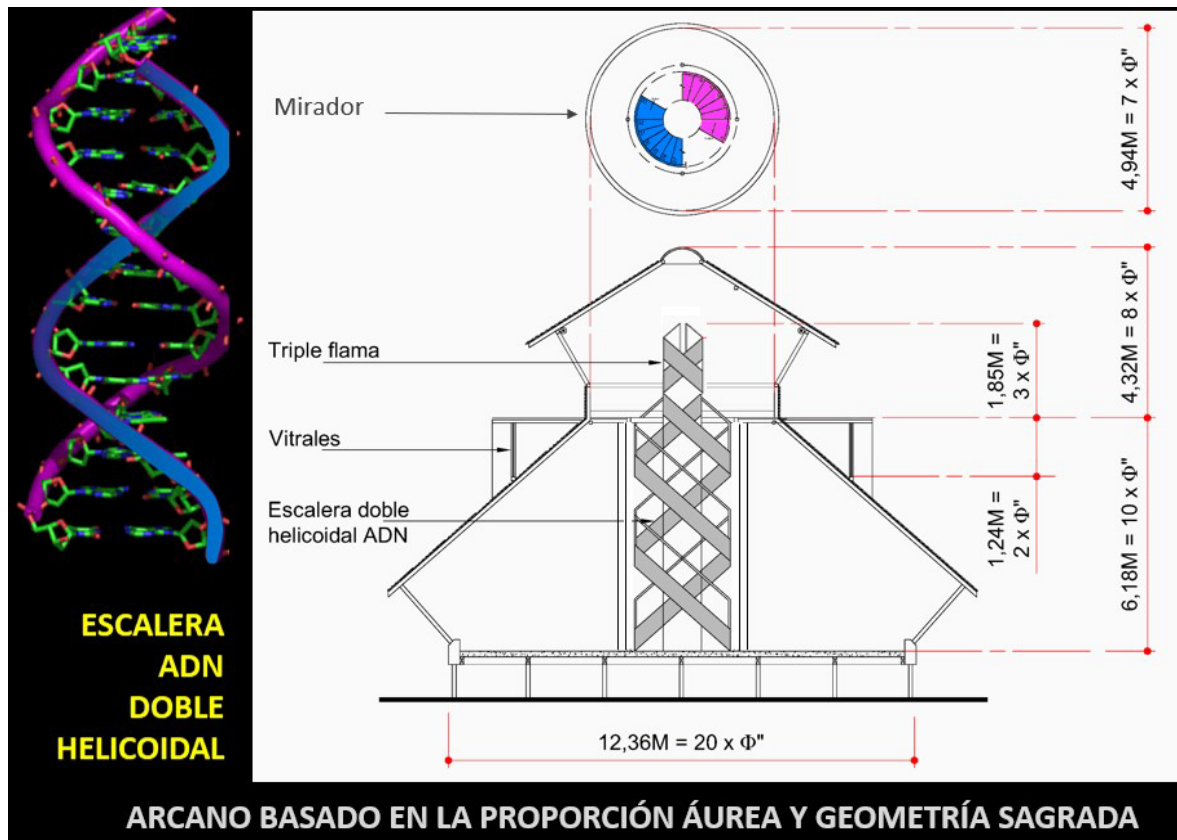 Mirador
4,94M = 7 x Φ"
Triple flama
Vitrales
Escalera doble
helicoidal ADN
1,85M =
3 x Φ"
4,32M = 8 x Φ"
1,24M =
2 x Φ"
6,18M = 10 x Φ"
12,36M = 20 x Φ"
ESCALERA
ADN
DOBLE
HELICOIDAL
ARCANO BASADO EN LA PROPORCIÓN ÁUREA Y GEOMETRÍA SAGRADA